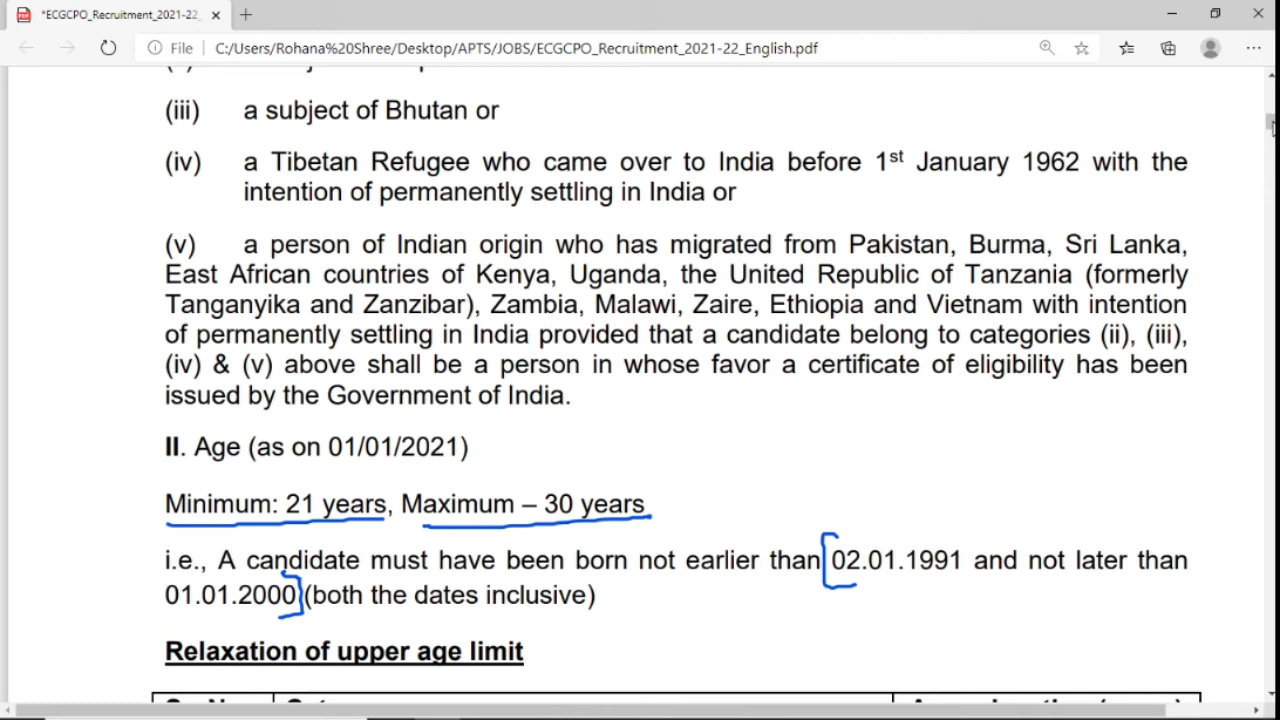 *ECGCPO_Recruitment_2021-22_
File
C:/Users/Rohana%20Shree/Desktop/APTS/JOBS/ECGCPO_Recruitment_2021-22_English.pdf
(iii) a subject of Bhutan or
(iv) a Tibetan Refugee who came over to India before 1st January 1962 with the
intention of permanently settling in India or
(v) a person of Indian origin who has migrated from Pakistan, Burma, Sri Lanka,
East African countries of Kenya, Uganda, the United Republic of Tanzania (formerly
Tanganyika and Zanzibar), Zambia, Malawi, Zaire, Ethiopia and Vietnam with intention
of permanently settling in India provided that a candidate belong to categories (ii), (iii),
(iv) & (v) above shall be a person in whose favor a certificate of eligibility has been
issued by the Government of India.
II. Age (as on 01/01/2021)
Minimum: 21 years, Maximum – 30 years
i.e., A candidate must have been born not earlier than 02.01.1991 and not later than
01.01.2000 (both the dates inclusive)
Relaxation of upper age limit